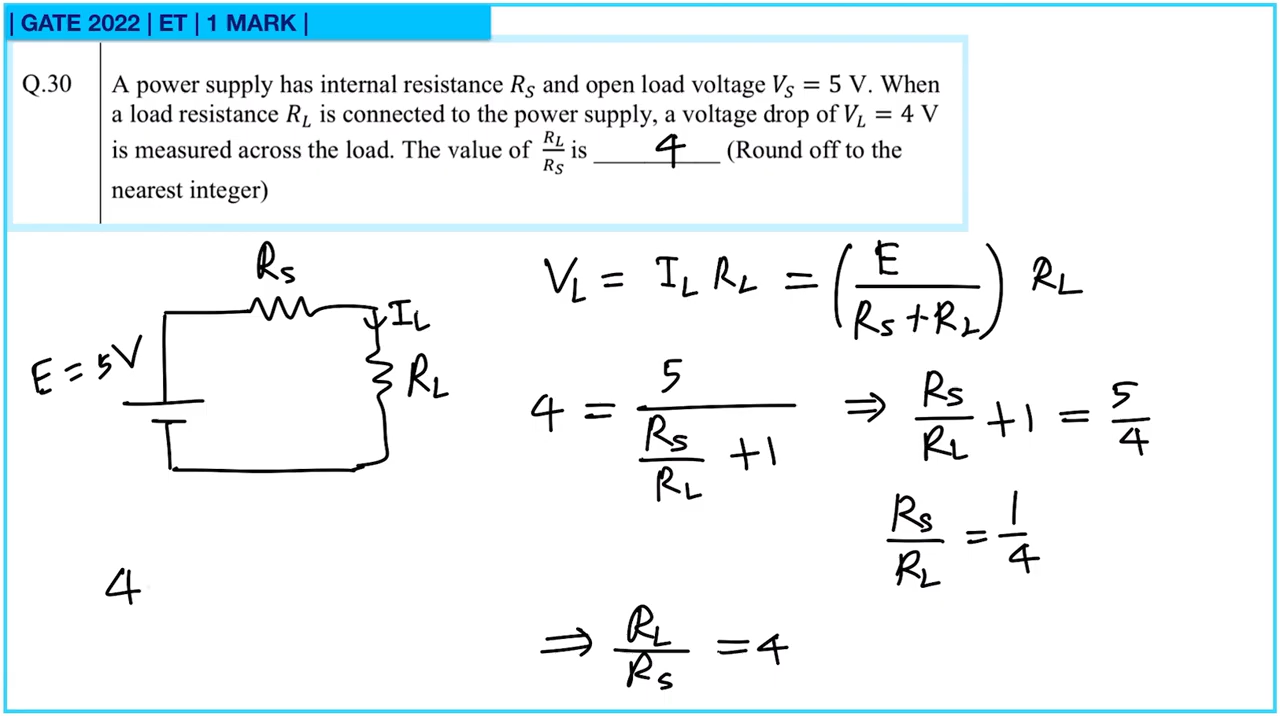 | GATE 2022 | ET | 1 MARK |
Q.30 A power supply has internal resistance R_S and open load voltage V_S = 5 V. When
a load resistance R_L is connected to the power supply, a voltage drop of V_L = 4 V
is measured across the load. The value of R_L/R_S is ___4___ (Round off to the
nearest integer)
R_S
I_L
E = 5V
R_L
V_L = I_L R_L = (E/(R_S + R_L)) R_L
4 = 5/(R_S/R_L + 1) ⇒ R_S/R_L + 1 = 5/4
R_S/R_L = 1/4
4
⇒ R_L/R_S = 4